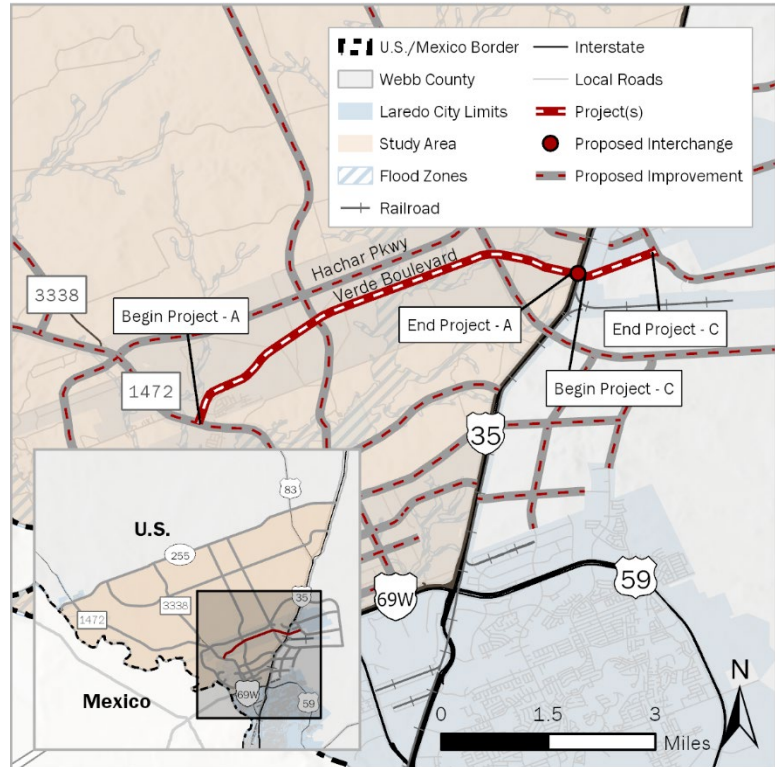 U.S./Mexico Border
Webb County
Laredo City Limits
Study Area
Flood Zones
Railroad
Interstate
Local Roads
Project(s)
Proposed Interchange
Proposed Improvement
Hachar Pkwy
Verde Boulevard
3338
Begin Project - A
End Project - A
End Project - C
1472
Begin Project - C
35
59
69W
U.S.
83
255
3338
35
1472
69W
59
Mexico
N
0 1.5 3
Miles